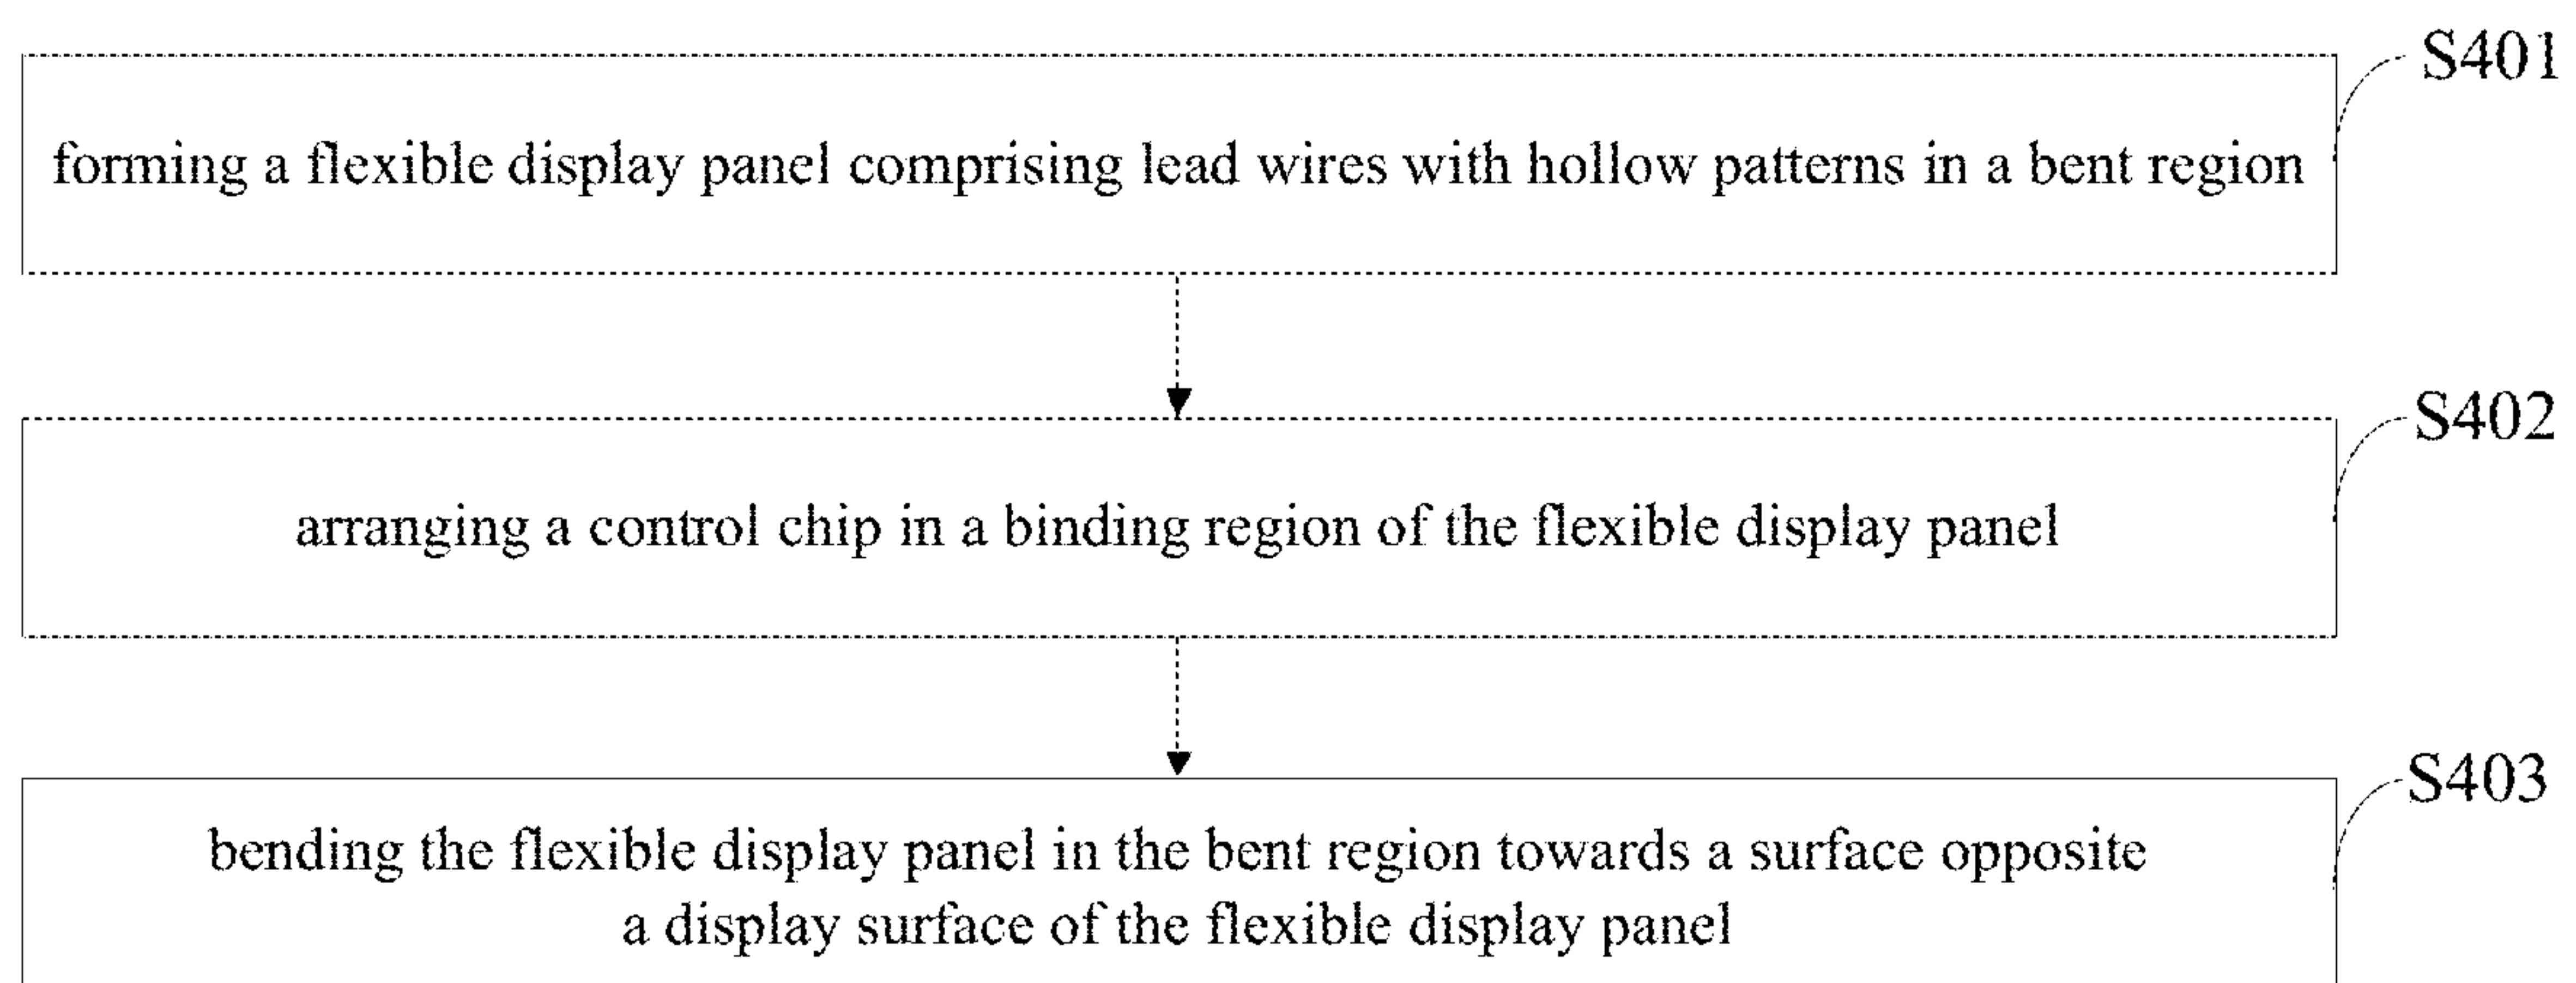 S401
forming a flexible display panel comprising lead wires with hollow patterns in a bent region
S402
arranging a control chip in a binding region of the flexible display panel
S403
bending the flexible display panel in the bent region towards a surface opposite
a display surface of the flexible display panel